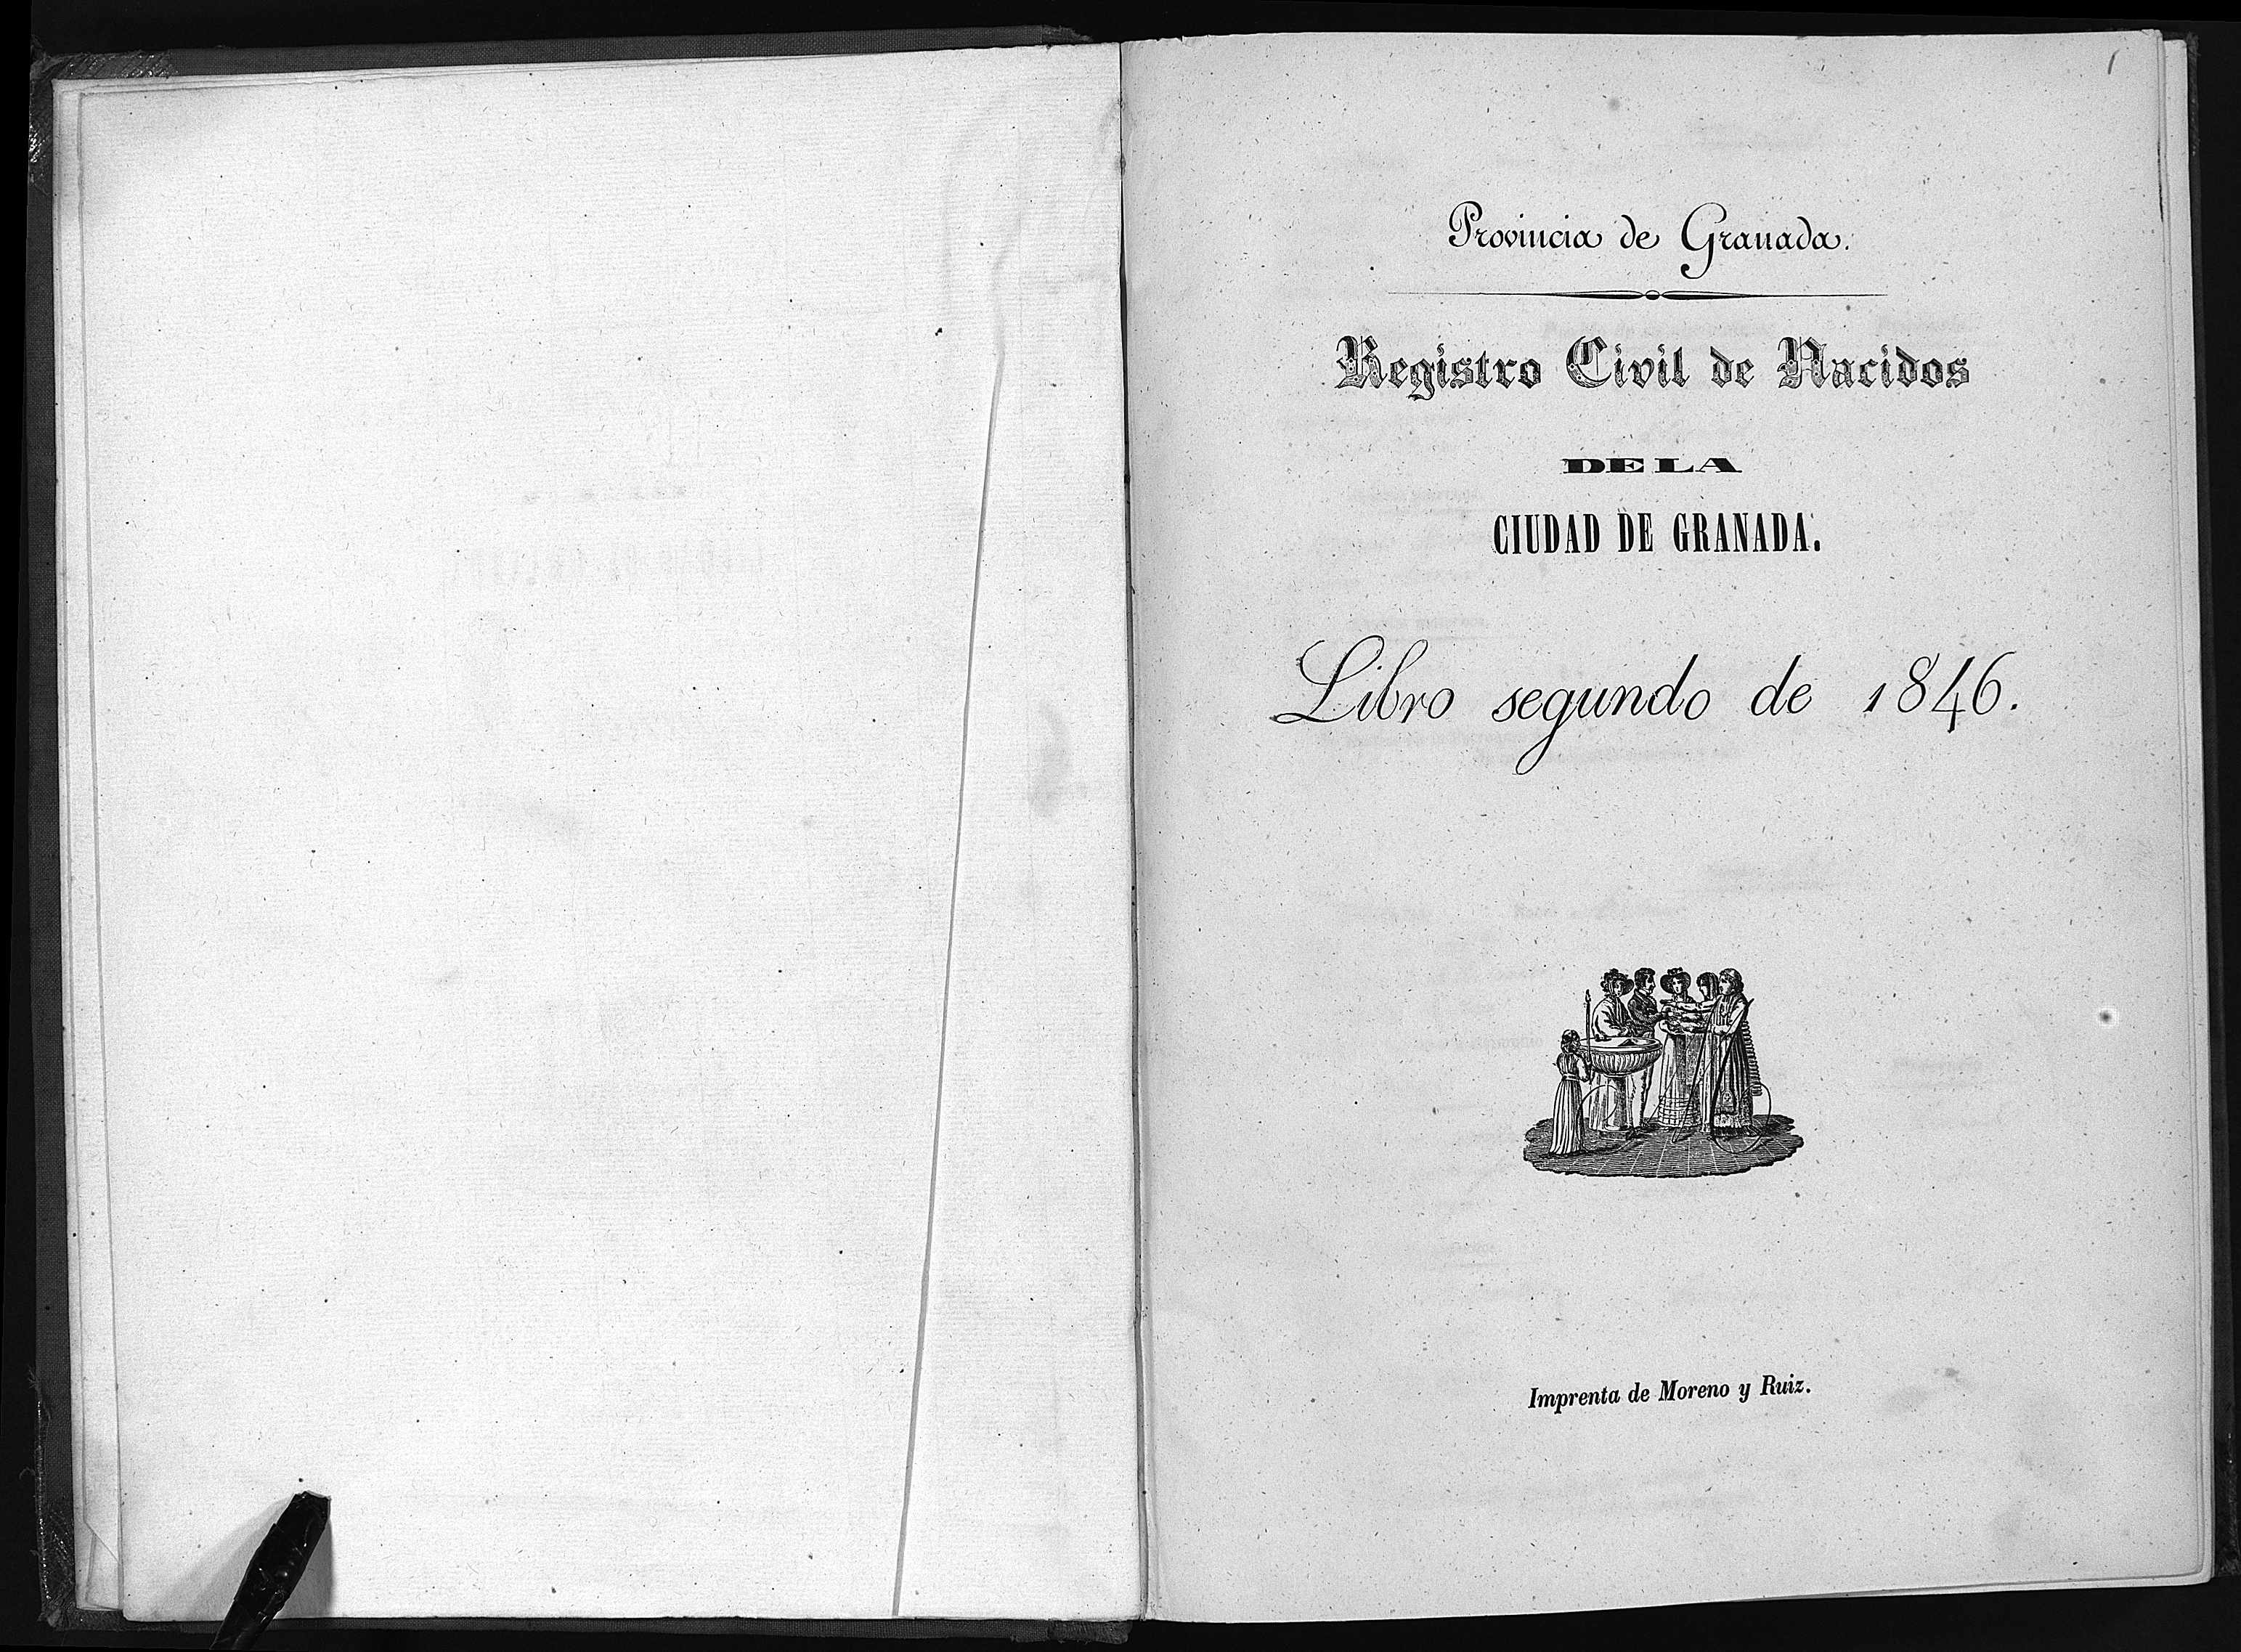 1
Provincia de Granada.
Registro Civil de Nacidos
DE LA
CIUDAD DE GRANADA.
Libro segundo de 1846.
Imprenta de Moreno y Ruiz.